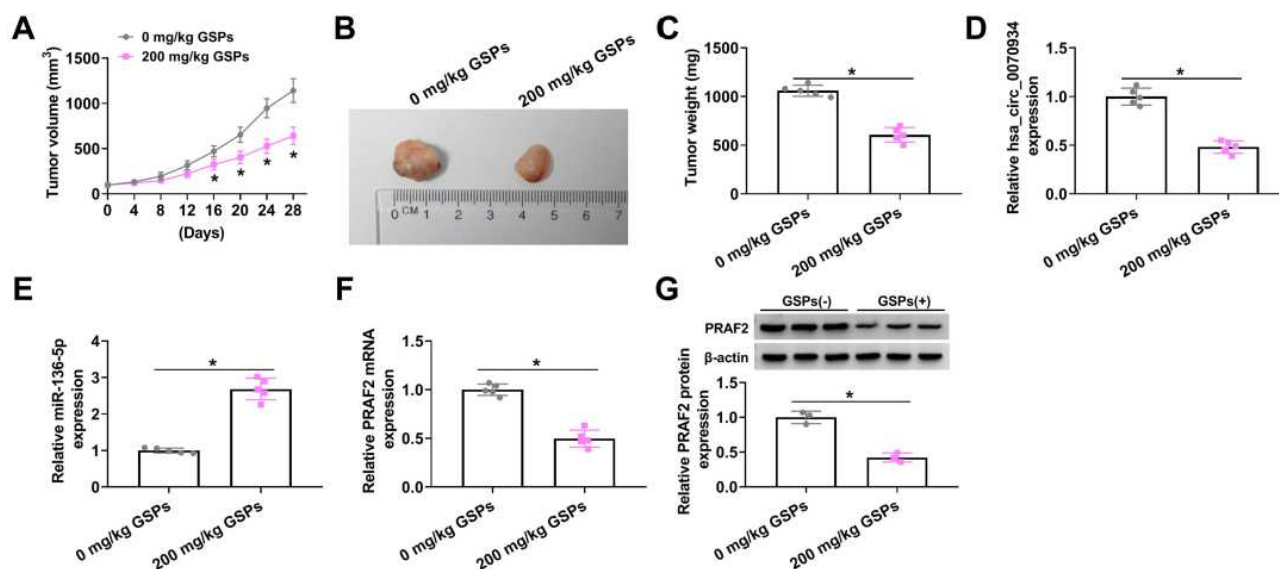 A
0 mg/kg GSPs
200 mg/kg GSPs
Tumor volume (mm³)
1500
1000
500
0
0 4 8 12 16 20 24 28
(Days)
* * * *
B
0 mg/kg GSPs
200 mg/kg GSPs
0 CM 1 2 3 4 5 6 7
C
Tumor weight (mg)
1500
1000
500
0
*
0 mg/kg GSPs
200 mg/kg GSPs
D
Relative hsa_circ_0070934
expression
1.5
1.0
0.5
0.0
*
0 mg/kg GSPs
200 mg/kg GSPs
E
Relative miR-136-5p
expression
4
3
2
1
0
*
0 mg/kg GSPs
200 mg/kg GSPs
F
Relative PRAF2 mRNA
expression
1.5
1.0
0.5
0.0
*
0 mg/kg GSPs
200 mg/kg GSPs
G
GSPs(-) GSPs(+)
PRAF2
β-actin
Relative PRAF2 protein
expression
1.5
1.0
0.5
0.0
*
0 mg/kg GSPs
200 mg/kg GSPs